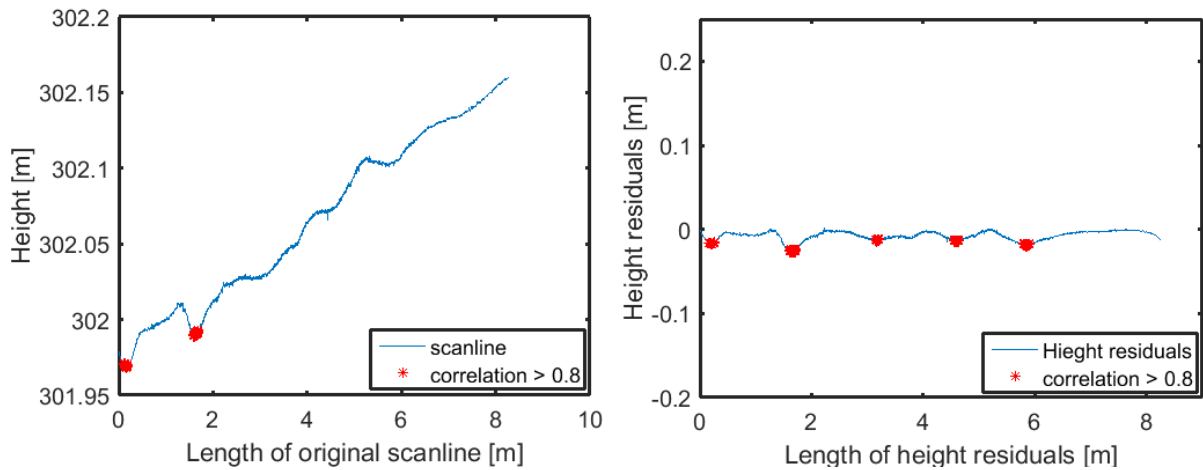 302.2
302.15
302.1
302.05
302
301.95
Height [m]
0 2 4 6 8 10
Length of original scanline [m]
scanline
correlation > 0.8
0.2
0.1
0
-0.1
-0.2
Height residuals [m]
0 2 4 6 8
Length of height residuals [m]
Hieght residuals
correlation > 0.8